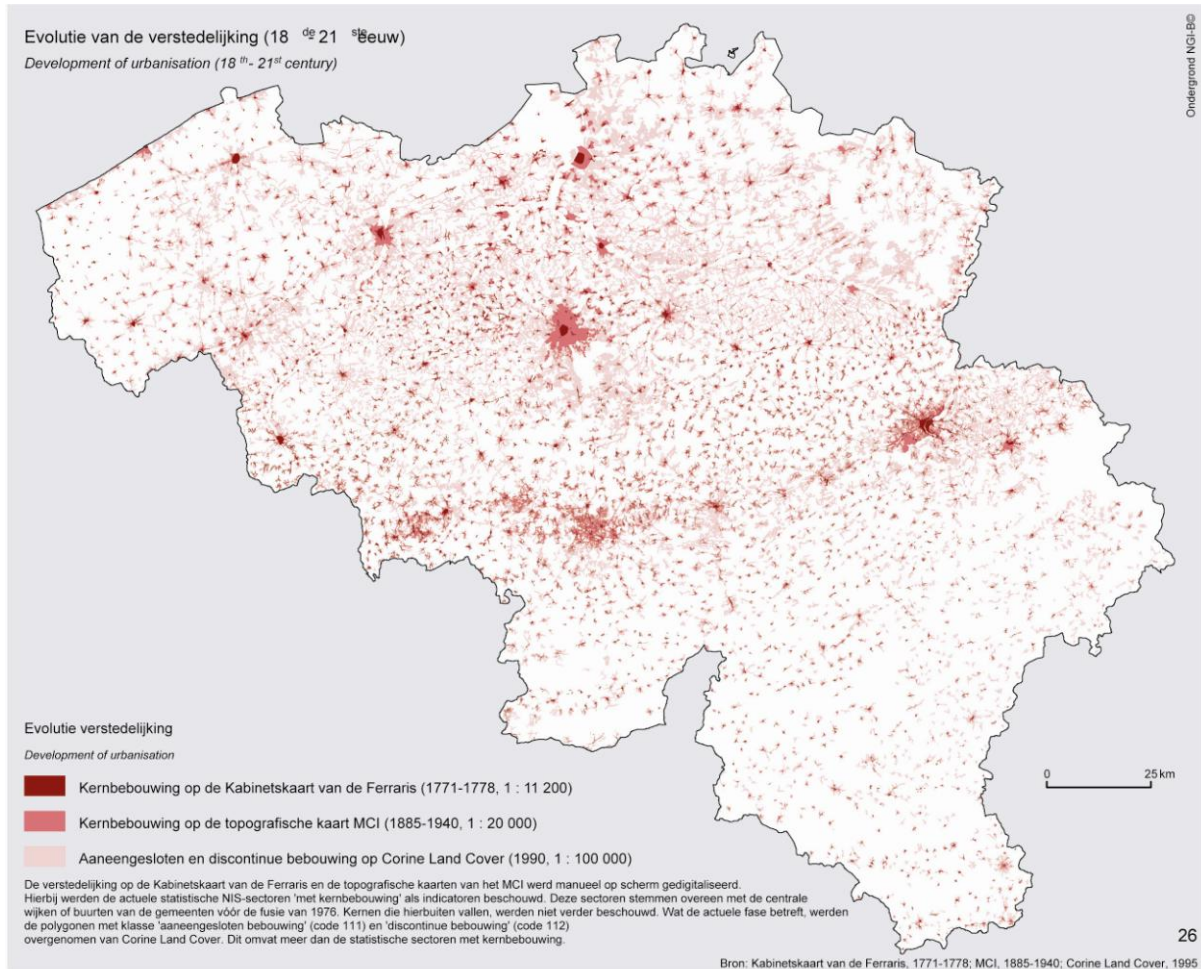 Evolutie van de verstedelijking (18 de 21 ste eeuw)
Development of urbanisation (18 th - 21st century)
Ondergrond NGI-B©
Evolutie verstedelijking
Development of urbanisation
Kernbebouwing op de Kabinetskaart van de Ferraris (1771-1778, 1 : 11 200)
Kernbebouwing op de topografische kaart MCI (1885-1940, 1 : 20 000)
Aaneengesloten en discontinue bebouwing op Corine Land Cover (1990, 1 : 100 000)
0 25 km
De verstedelijking op de Kabinetskaart van de Ferraris en de topografische kaarten van het MCI werd manueel op scherm gedigitaliseerd.
Hierbij werden de actuele statistische NIS-sectoren 'met kernbebouwing' als indicatoren beschouwd. Deze sectoren stemmen overeen met de centrale
wijken of buurten van de gemeenten vóór de fusie van 1976. Kernen die hierbuiten vallen, werden niet verder beschouwd. Wat de actuele fase betreft, werden
de polygonen met klasse 'aaneengesloten bebouwing' (code 111) en 'discontinue bebouwing' (code 112)
overgenomen van Corine Land Cover. Dit omvat meer dan de statistische sectoren met kernbebouwing.
26
Bron: Kabinetskaart van de Ferraris, 1771-1778; MCI, 1885-1940; Corine Land Cover, 1995